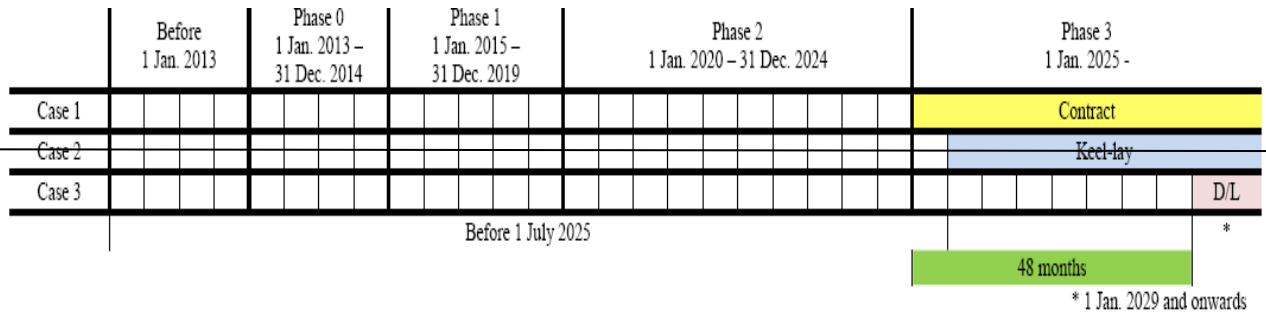 Before
1 Jan. 2013
Phase 0
1 Jan. 2013 –
31 Dec. 2014
Phase 1
1 Jan. 2015 –
31 Dec. 2019
Phase 2
1 Jan. 2020 – 31 Dec. 2024
Phase 3
1 Jan. 2025 -
Case 1
Contract
Case 2
Keel-lay
Case 3
D/L
Before 1 July 2025
*
48 months
* 1 Jan. 2029 and onwards